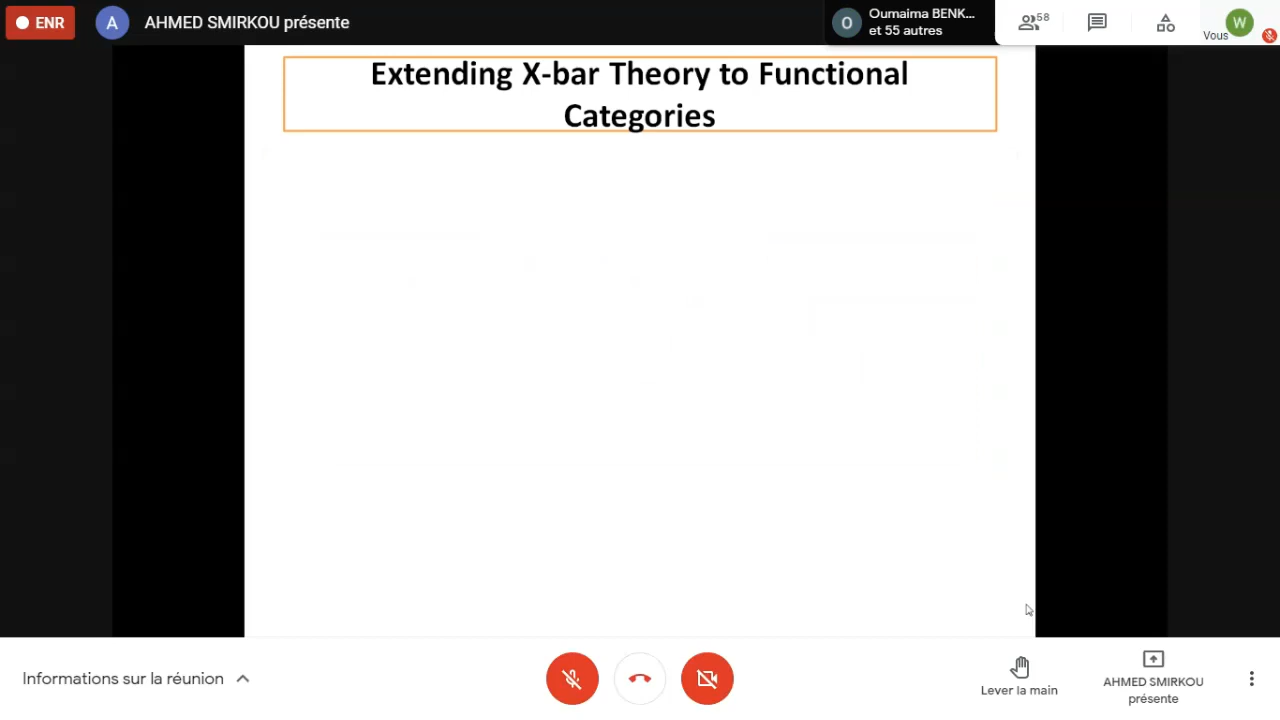 ENR
A
AHMED SMIRKOU présente
O
Oumaima BENK...
et 55 autres
58
Vous
W
Extending X-bar Theory to Functional
Categories
Informations sur la réunion
Lever la main
AHMED SMIRKOU
présente